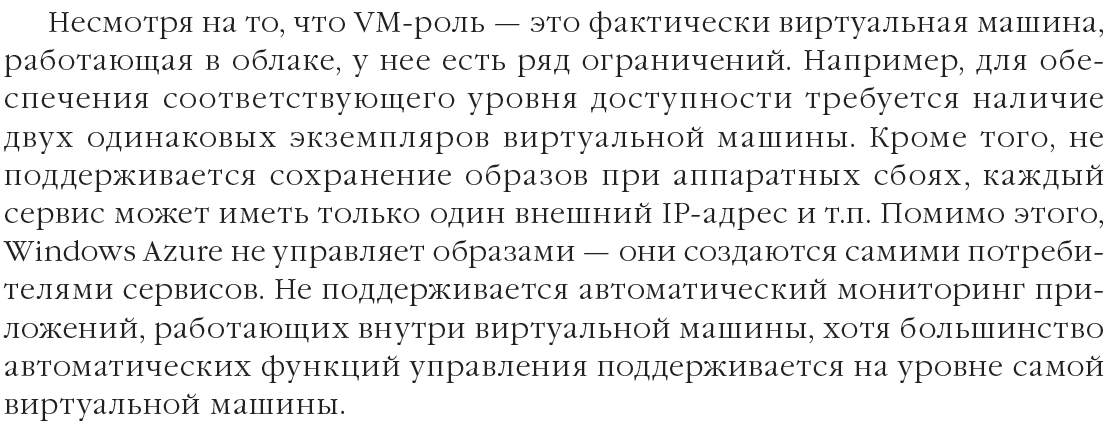 Несмотря на то, что VM-роль — это фактически виртуальная машина,
работающая в облаке, у нее есть ряд ограничений. Например, для обе-
спечения соответствующего уровня доступности требуется наличие
двух одинаковых экземпляров виртуальной машины. Кроме того, не
поддерживается сохранение образов при аппаратных сбоях, каждый
сервис может иметь только один внешний IP-адрес и т.п. Помимо этого,
Windows Azure не управляет образами — они создаются самими потреби-
телями сервисов. Не поддерживается автоматический мониторинг при-
ложений, работающих внутри виртуальной машины, хотя большинство
автоматических функций управления поддерживается на уровне самой
виртуальной машины.